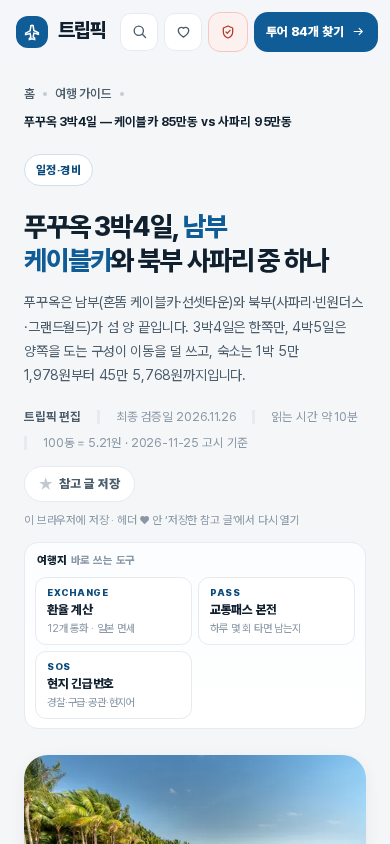 트립픽
투어 84개 찾기 →
홈 • 여행 가이드 •
푸꾸옥 3박4일 — 케이블카 85만동 vs 사파리 95만동
일정·경비
푸꾸옥 3박4일, 남부
케이블카와 북부 사파리 중 하나
푸꾸옥은 남부(혼똠 케이블카·선셋타운)와 북부(사파리·빈원더스
·그랜드월드)가 섬 양 끝입니다. 3박4일은 한쪽만, 4박5일은
양쪽을 도는 구성이 이동을 덜 쓰고, 숙소는 1박 5만
1,978원부터 45만 5,768원까지입니다.
트립픽 편집 | 최종 검증일 2026.11.26 | 읽는 시간 약 10분
| 100동 = 5.21원 · 2026-11-25 고시 기준
★ 참고 글 저장
이 브라우저에 저장 · 헤더 ♥ 안 '저장한 참고 글'에서 다시 열기
여행지 바로 쓰는 도구
EXCHANGE
환율 계산
12개 통화 · 일본 면세
PASS
교통패스 본전
하루 몇 회 타면 남는지
SOS
현지 긴급번호
경찰·구급·공관·현지어